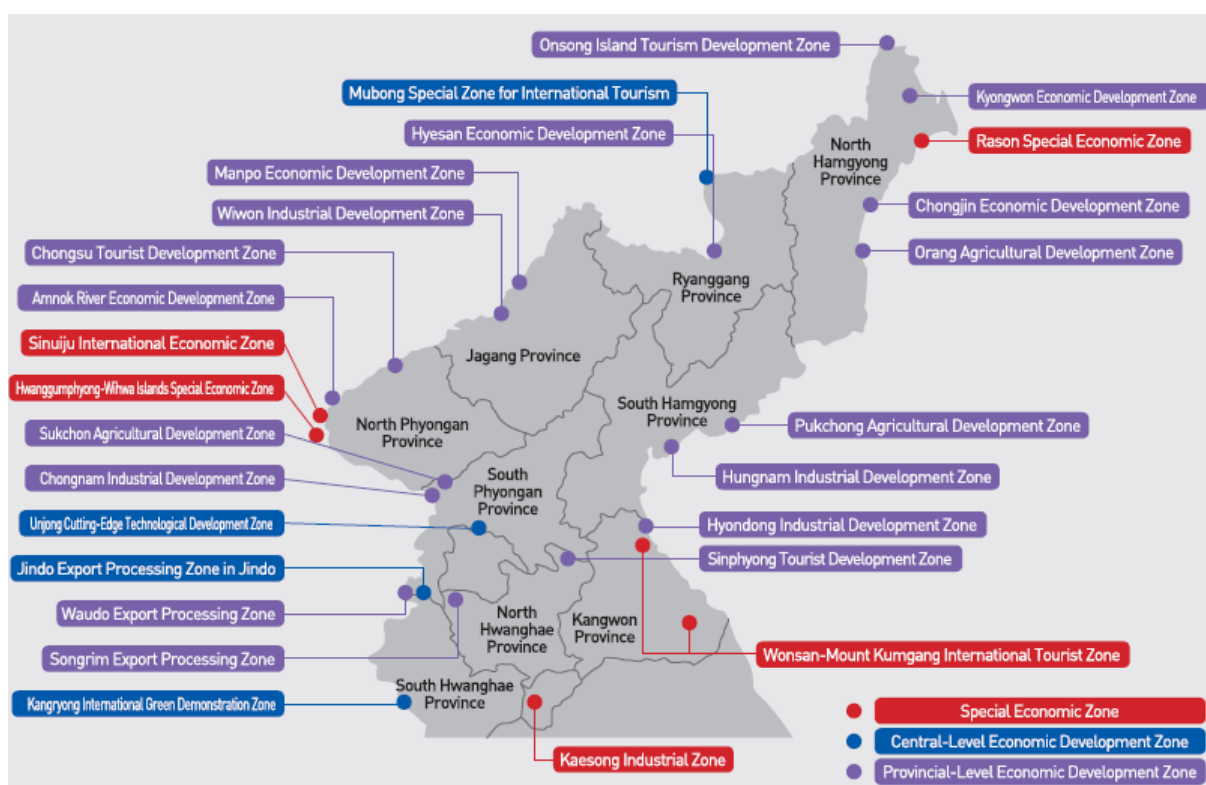 Onsong Island Tourism Development Zone
Mubong Special Zone for International Tourism
Kyongwon Economic Development Zone
Hyesan Economic Development Zone
Rason Special Economic Zone
North
Hamgyong
Province
Manpo Economic Development Zone
Wiwon Industrial Development Zone
Chongjin Economic Development Zone
Chongsu Tourist Development Zone
Orang Agricultural Development Zone
Ryanggang
Province
Amnok River Economic Development Zone
Sinuiju International Economic Zone
Jagang Province
Hwanggumphyong-Wihwa Islands Special Economic Zone
South Hamgyong
Province
North Phyongan
Province
Pukchong Agricultural Development Zone
Sukchon Agricultural Development Zone
Chongnam Industrial Development Zone
South
Phyongan
Province
Hungnam Industrial Development Zone
Unjong Cutting-Edge Technological Development Zone
Hyondong Industrial Development Zone
Sinphyong Tourist Development Zone
Jindo Export Processing Zone in Jindo
Waudo Export Processing Zone
North
Hwanghae
Province
Kangwon
Province
Songrim Export Processing Zone
Wonsan-Mount Kumgang International Tourist Zone
South Hwanghae
Province
Kangryong International Green Demonstration Zone
Kaesong Industrial Zone
Special Economic Zone
Central-Level Economic Development Zone
Provincial-Level Economic Development Zone